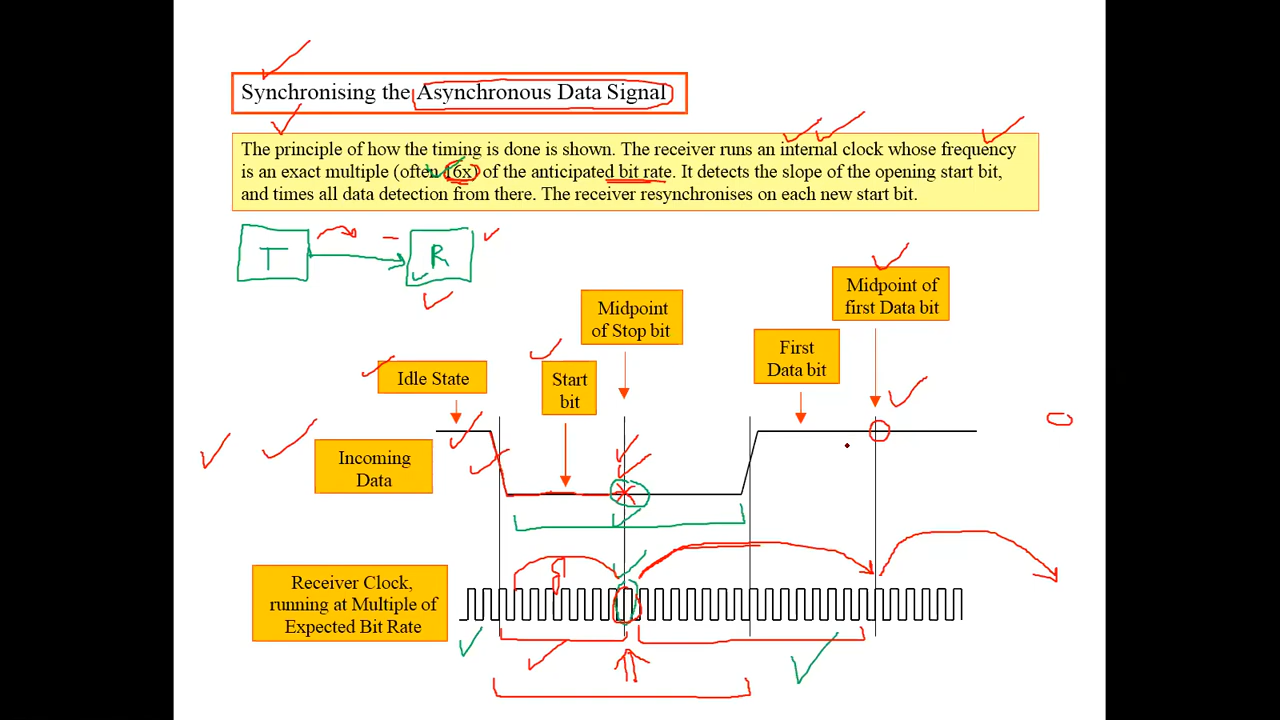 Synchronising the Asynchronous Data Signal
The principle of how the timing is done is shown. The receiver runs an internal clock whose frequency
is an exact multiple (often 16x) of the anticipated bit rate. It detects the slope of the opening start bit,
and times all data detection from there. The receiver resynchronises on each new start bit.
T
R
Midpoint of
first Data bit
Midpoint
of Stop bit
First
Data bit
Idle State
Start
bit
Incoming
Data
Receiver Clock,
running at Multiple of
Expected Bit Rate